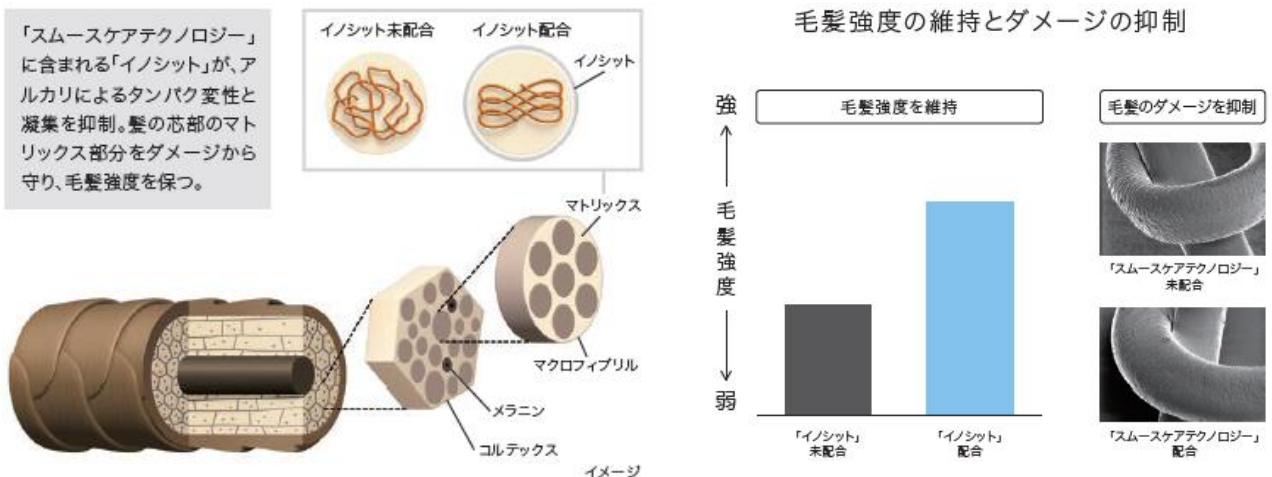 「スムースケアテクノロジー」
に含まれる「イノシット」が、ア
ルカリによるタンパク変性と
凝集を抑制。髪の芯部のマト
リックス部分をダメージから
守り、毛髪強度を保つ。
イノシット未配合
イノシット配合
イノシット
マトリックス
マクロフィブリル
メラニン
コルテックス
イメージ
毛髪強度の維持とダメージの抑制
強
毛髪強度
弱
毛髪強度を維持
「イノシット」
未配合
「イノシット」
配合
毛髪のダメージを抑制
「スムースケアテクノロジー」
未配合
「スムースケアテクノロジー」
配合